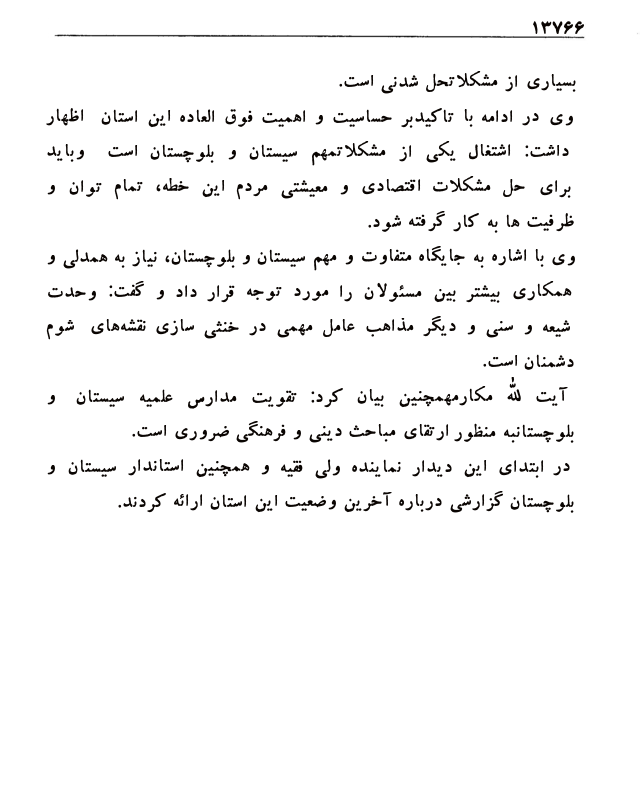 ۱۳۷۶۶
بسیاری از مشکلاتحل شدنی است.
وی در ادامه با تاکیدبر حساسیت و اهمیت فوق العاده این استان اظهار
داشت: اشتغال یکی از مشکلاتمهم سیستان و بلوچستان است وباید
برای حل مشکلات اقتصادی و معیشتی مردم این خطه، تمام توان و
ظرفیت ها به کار گرفته شود.
وی با اشاره به جایگاه متفاوت و مهم سیستان و بلوچستان، نیاز به همدلی و
همکاری بیشتر بین مسئولان را مورد توجه قرار داد و گفت: وحدت
شیعه و سنی و دیگر مذاهب عامل مهمی در خنثی سازی نقشه‌های شوم
دشمنان است.
آیت الله مکارمهمچنین بیان کرد: تقویت مدارس علمیه سیستان و
بلوچستانبه منظور ارتقای مباحث دینی و فرهنگی ضروری است.
در ابتدای این دیدار نماینده ولی فقیه و همچنین استاندار سیستان و
بلوچستان گزارشی درباره آخرین وضعیت این استان ارائه کردند.